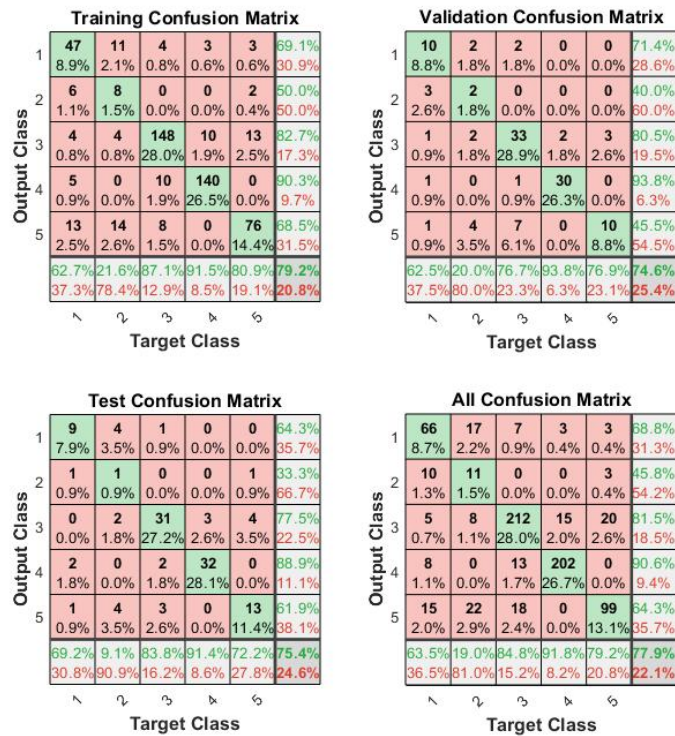 Training Confusion Matrix
1 47 11 4 3 3 69.1%
8.9% 2.1% 0.8% 0.6% 0.6% 30.9%
2 6 8 0 0 2 50.0%
1.1% 1.5% 0.0% 0.0% 0.4% 50.0%
3 4 4 148 10 13 82.7%
0.8% 0.8% 28.0% 1.9% 2.5% 17.3%
4 5 0 10 140 0 90.3%
0.9% 0.0% 1.9% 26.5% 0.0% 9.7%
5 13 14 8 0 76 68.5%
2.5% 2.6% 1.5% 0.0% 14.4% 31.5%
62.7% 21.6% 87.1% 91.5% 80.9% 79.2%
37.3% 78.4% 12.9% 8.5% 19.1% 20.8%
1 2 3 4 5
Target Class
Output Class
Validation Confusion Matrix
1 10 2 2 0 0 71.4%
8.8% 1.8% 1.8% 0.0% 0.0% 28.6%
2 3 2 0 0 0 40.0%
2.6% 1.8% 0.0% 0.0% 0.0% 60.0%
3 1 2 33 2 3 80.5%
0.9% 1.8% 28.9% 1.8% 2.6% 19.5%
4 1 0 1 30 0 93.8%
0.9% 0.0% 0.9% 26.3% 0.0% 6.3%
5 1 4 7 0 10 45.5%
0.9% 3.5% 6.1% 0.0% 8.8% 54.5%
62.5% 20.0% 76.7% 93.8% 76.9% 74.6%
37.5% 80.0% 23.3% 6.3% 23.1% 25.4%
1 2 3 4 5
Target Class
Output Class
Test Confusion Matrix
1 9 4 1 0 0 64.3%
7.9% 3.5% 0.9% 0.0% 0.0% 35.7%
2 1 1 0 0 1 33.3%
0.9% 0.9% 0.0% 0.0% 0.9% 66.7%
3 0 2 31 3 4 77.5%
0.0% 1.8% 27.2% 2.6% 3.5% 22.5%
4 2 0 2 32 0 88.9%
1.8% 0.0% 1.8% 28.1% 0.0% 11.1%
5 1 4 3 0 13 61.9%
0.9% 3.5% 2.6% 0.0% 11.4% 38.1%
69.2% 9.1% 83.8% 91.4% 72.2% 75.4%
30.8% 90.9% 16.2% 8.6% 27.8% 24.6%
1 2 3 4 5
Target Class
Output Class
All Confusion Matrix
1 66 17 7 3 3 68.8%
8.7% 2.2% 0.9% 0.4% 0.4% 31.3%
2 10 11 0 0 3 45.8%
1.3% 1.5% 0.0% 0.0% 0.4% 54.2%
3 5 8 212 15 20 81.5%
0.7% 1.1% 28.0% 2.0% 2.6% 18.5%
4 8 0 13 202 0 90.6%
1.1% 0.0% 1.7% 26.7% 0.0% 9.4%
5 15 22 18 0 99 64.3%
2.0% 2.9% 2.4% 0.0% 13.1% 35.7%
63.5% 19.0% 84.8% 91.8% 79.2% 77.9%
36.5% 81.0% 15.2% 8.2% 20.8% 22.1%
1 2 3 4 5
Target Class
Output Class